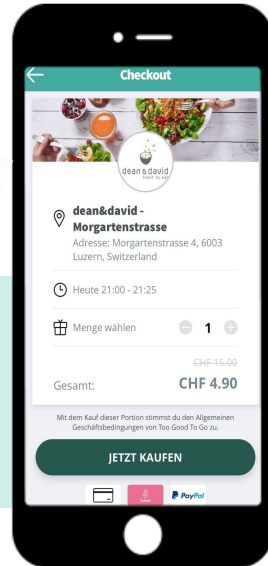 Checkout
dean&david
fresh to eat
dean&david -
Morgartenstrasse
Adresse: Morgartenstrasse 4, 6003
Luzern, Switzerland
Heute 21:00 - 21:25
Menge wählen
1
CHF 15.00
Gesamt:
CHF 4.90
Mit dem Kauf dieser Portion stimmst du den Allgemeinen
Geschäftsbedingungen von Too Good To Go zu.
JETZT KAUFEN
PayPal